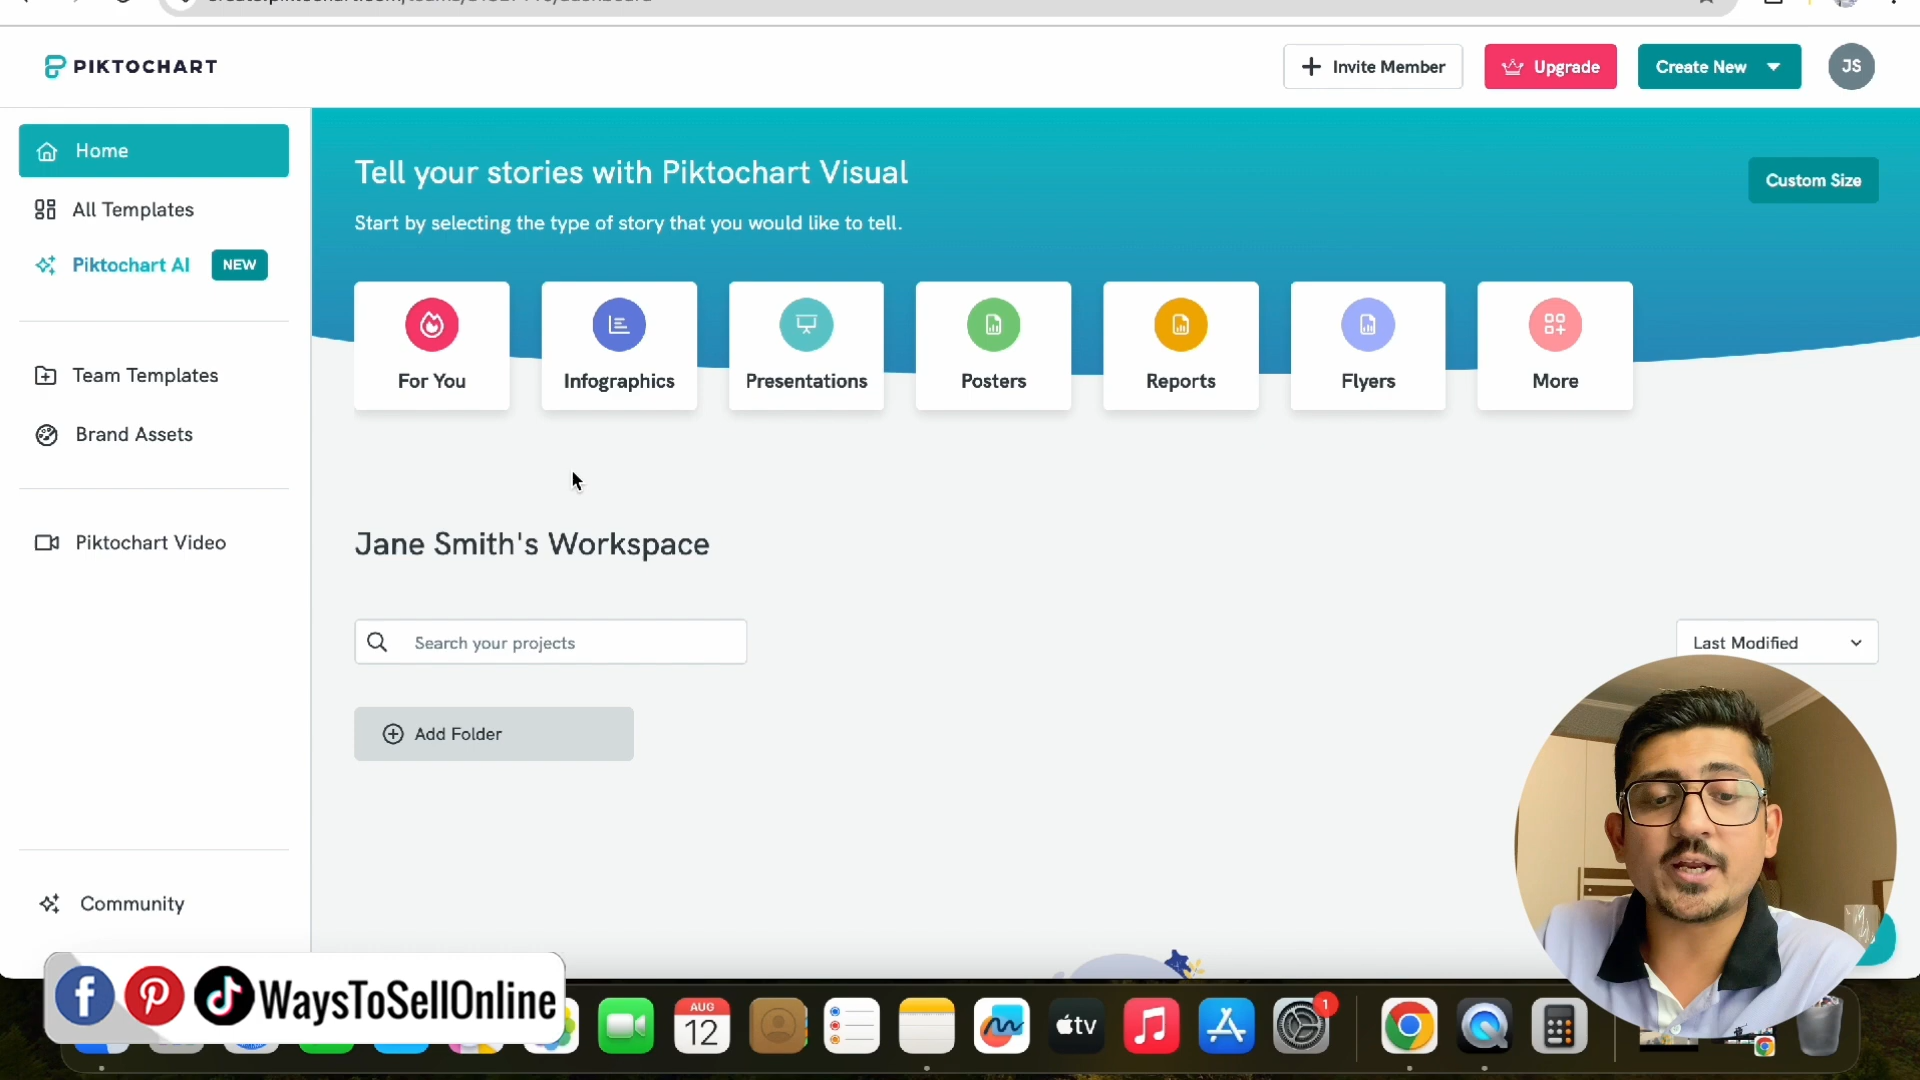 PIKTOCHART
Invite Member
Upgrade
Create New
JS
Home
All Templates
Piktochart AI
NEW
Team Templates
Brand Assets
Piktochart Video
Community
Tell your stories with Piktochart Visual
Start by selecting the type of story that you would like to tell.
Custom Size
For You
Infographics
Presentations
Posters
Reports
Flyers
More
Jane Smith's Workspace
Search your projects
Last Modified
Add Folder
WaysToSellOnline
AUG
12
tv
1